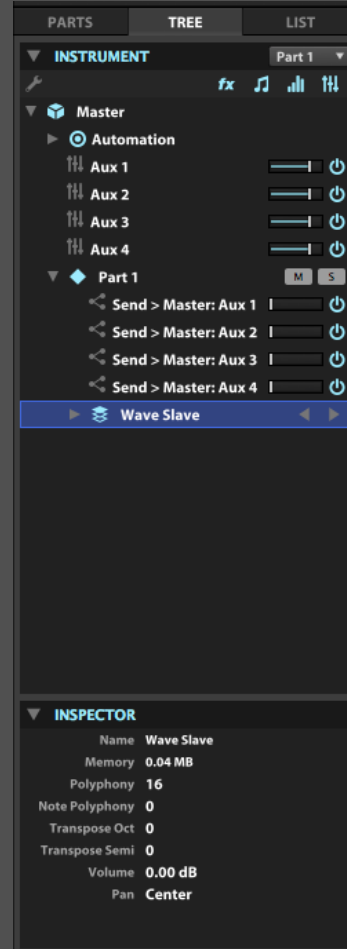 PARTS TREE LIST
INSTRUMENT Part 1
fx
Master
Automation
Aux 1
Aux 2
Aux 3
Aux 4
Part 1 M S
Send > Master: Aux 1
Send > Master: Aux 2
Send > Master: Aux 3
Send > Master: Aux 4
Wave Slave
INSPECTOR
Name Wave Slave
Memory 0.04 MB
Polyphony 16
Note Polyphony 0
Transpose Oct 0
Transpose Semi 0
Volume 0.00 dB
Pan Center